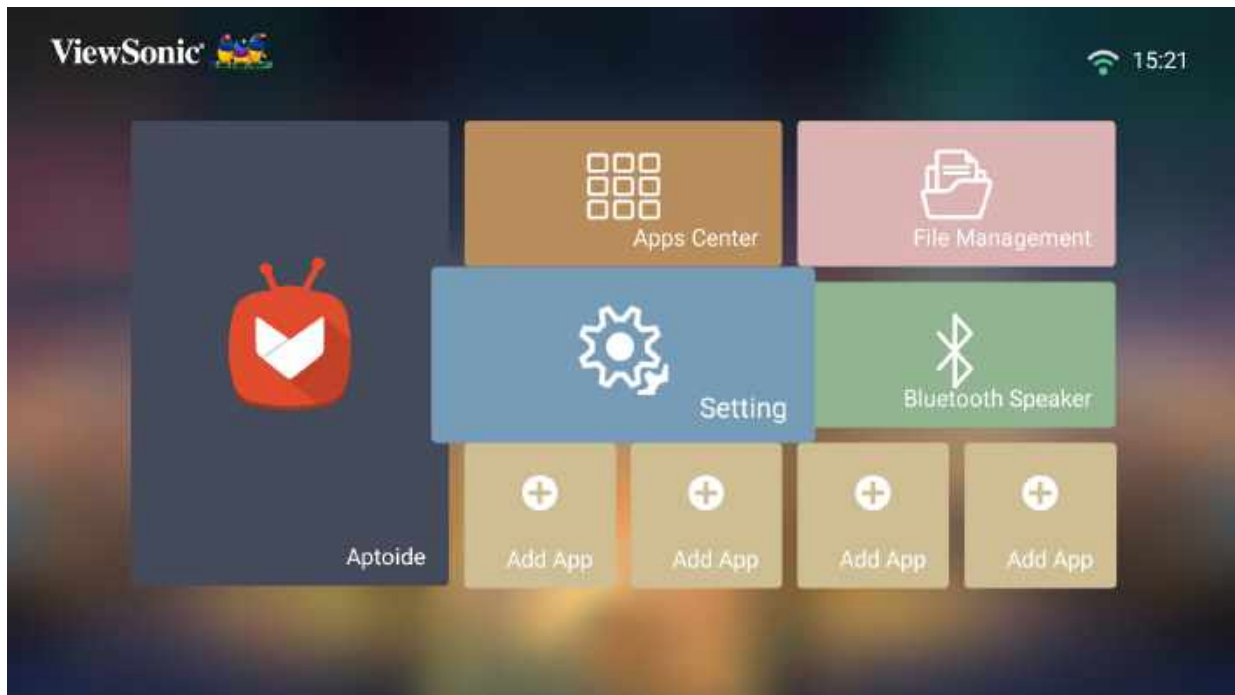 ViewSonic
15:21
Apps Center
File Management
Setting
Bluetooth Speaker
Aptoide
Add App
Add App
Add App
Add App